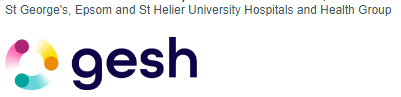 St George's, Epsom and St Helier University Hospitals and Health Group
gesh